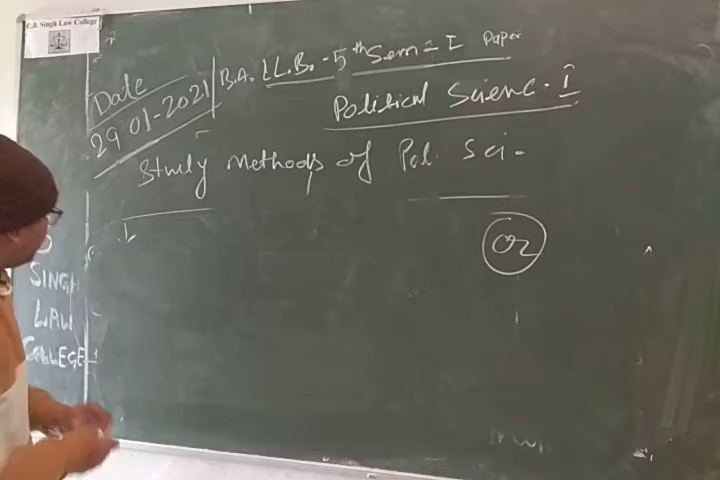 C.B. Singh Law College
Date
29-01-2021
B.A. LL.B. - 5th Sem = I Paper
Political Science - I
Study Methods of Pol. Sci -
02
SINGH
LAW
COLLEGE